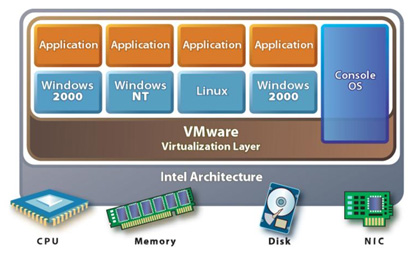 Application Application Application Application
Console
OS
Windows
2000
Windows
NT
Linux
Windows
2000
VMware
Virtualization Layer
Intel Architecture
CPU Memory Disk NIC